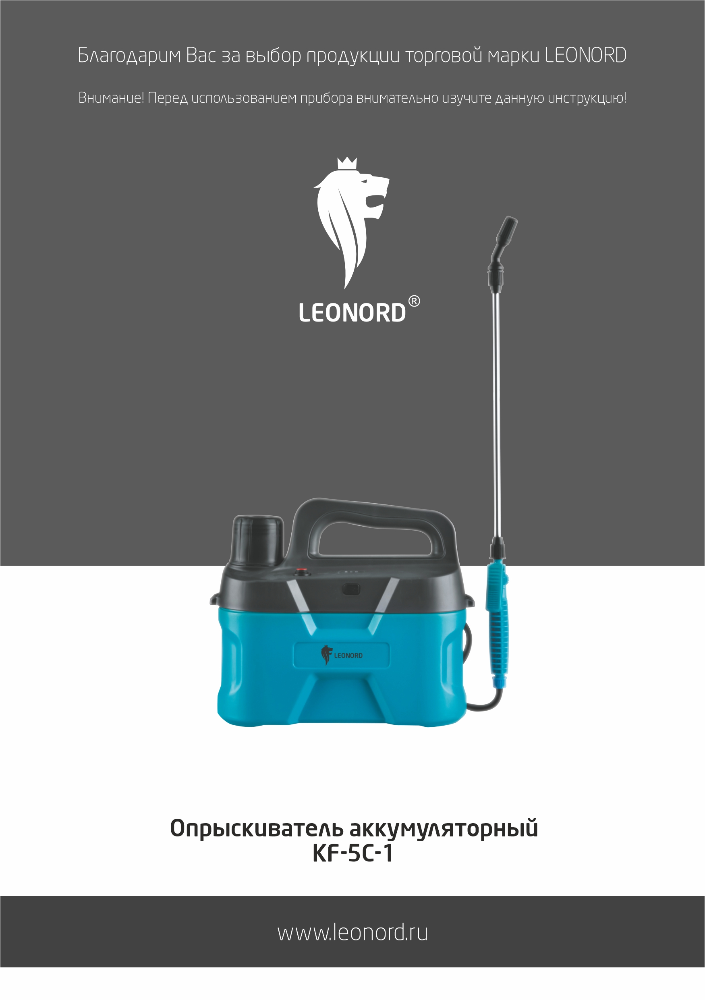 Благодарим Вас за выбор продукции торговой марки LEONORD
Внимание! Перед использованием прибора внимательно изучите данную инструкцию!
LEONORD®
LEONORD
Опрыскиватель аккумуляторный
KF-5C-1
www.leonord.ru